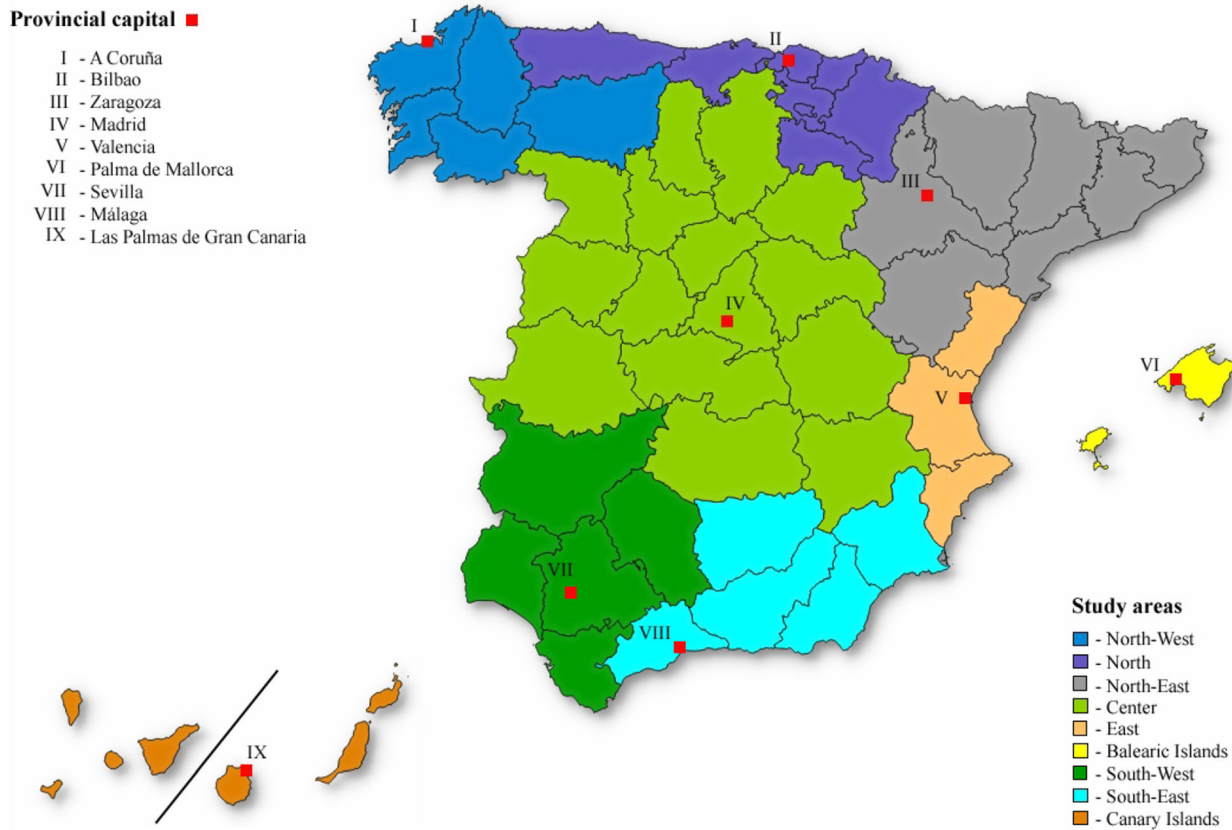 Provincial capital
I - A Coruña
II - Bilbao
III - Zaragoza
IV - Madrid
V - Valencia
VI - Palma de Mallorca
VII - Sevilla
VIII - Málaga
IX - Las Palmas de Gran Canaria
I
II
III
IV
VI
V
VII
VIII
IX
Study areas
- North-West
- North
- North-East
- Center
- East
- Balearic Islands
- South-West
- South-East
- Canary Islands